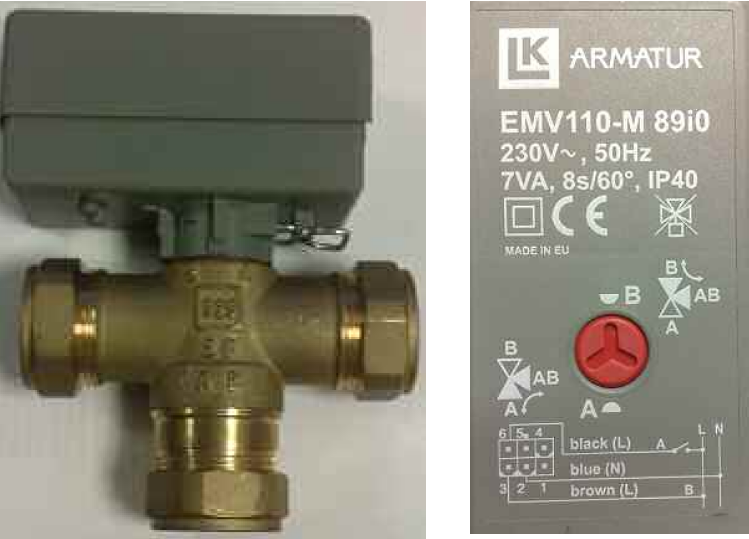 LK ARMATUR
EMV110-M 89i0
230V~, 50Hz
7VA, 8s/60°, IP40
CE
MADE IN EU
B
B
AB
A
B
AB
A
A
6 5 4
black (L) A
L N
blue (N)
3 2 1
brown (L) B